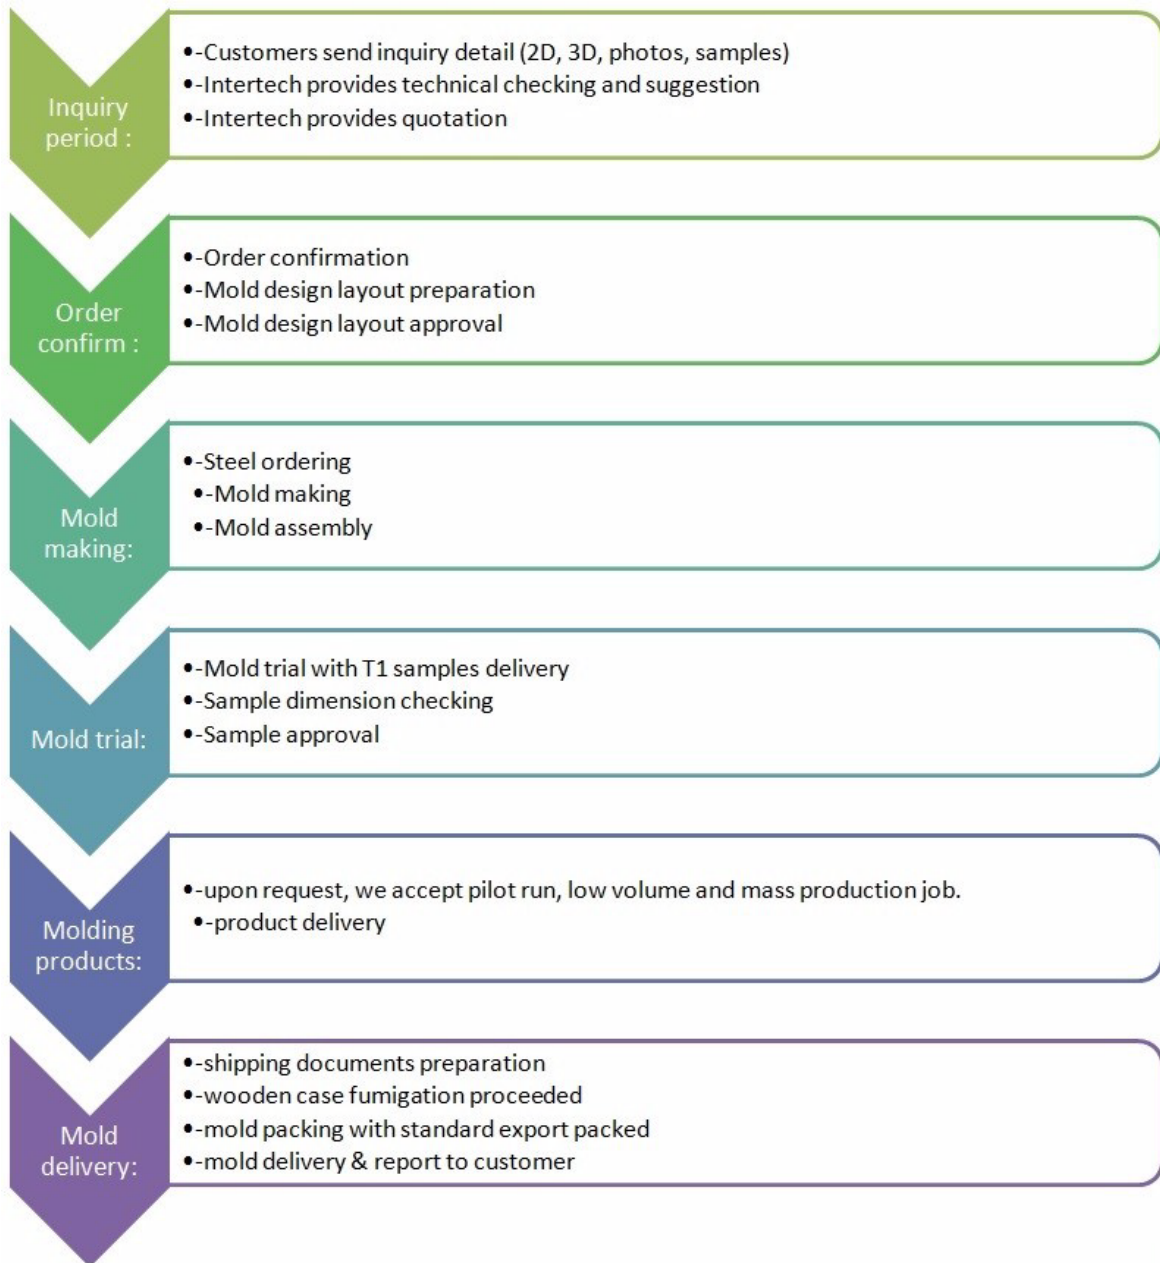 Inquiry
period :
•-Customers send inquiry detail (2D, 3D, photos, samples)
•-Intertech provides technical checking and suggestion
•-Intertech provides quotation
Order
confirm :
•-Order confirmation
•-Mold design layout preparation
•-Mold design layout approval
Mold
making:
•-Steel ordering
•-Mold making
•-Mold assembly
Mold trial:
•-Mold trial with T1 samples delivery
•-Sample dimension checking
•-Sample approval
Molding
products:
•-upon request, we accept pilot run, low volume and mass production job.
•-product delivery
Mold
delivery:
•-shipping documents preparation
•-wooden case fumigation proceeded
•-mold packing with standard export packed
•-mold delivery & report to customer